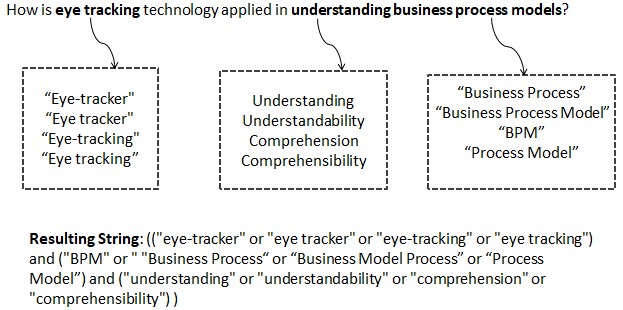 How is eye tracking technology applied in understanding business process models?
“Eye-tracker"
“Eye tracker"
“Eye-tracking"
“Eye tracking”
Understanding
Understandability
Comprehension
Comprehensibility
“Business Process”
“Business Process Model”
“BPM”
“Process Model”
Resulting String: (("eye-tracker" or "eye tracker" or "eye-tracking" or "eye tracking")
and ("BPM" or " "Business Process“ or “Business Model Process” or “Process
Model”) and ("understanding" or "understandability" or "comprehension" or
"comprehensibility") )